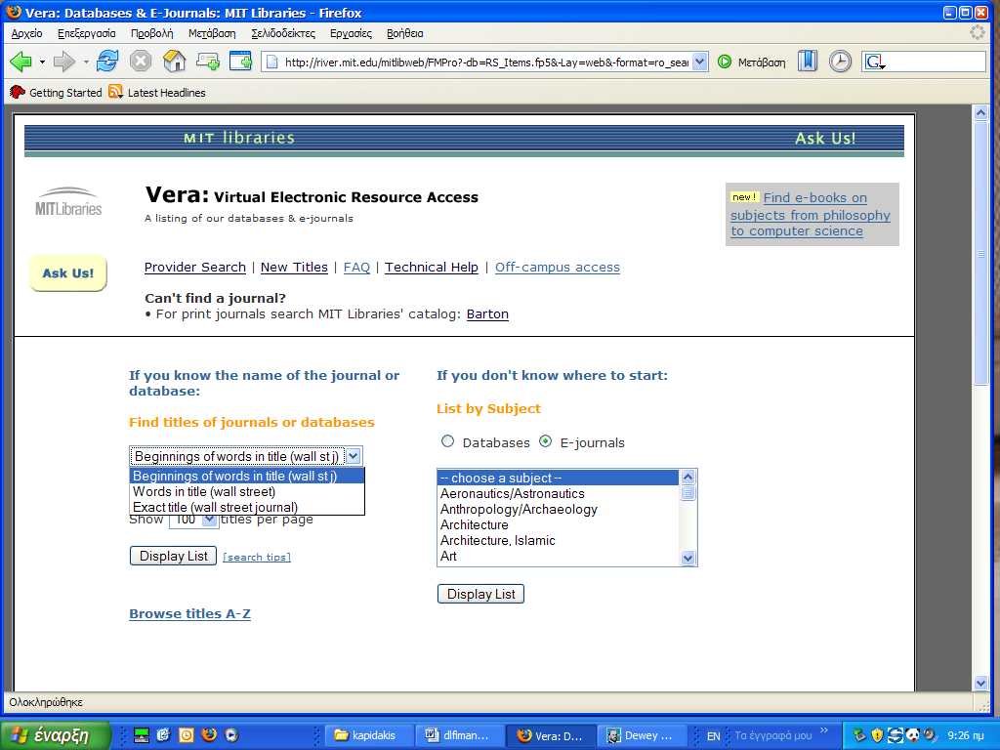 Vera: Databases & E-Journals: MIT Libraries - Firefox
Αρχείο Επεξεργασία Προβολή Μετάβαση Σελιδοδείκτες Εργασίες Βοήθεια
http://river.mit.edu/mitlibweb/FMPro?-db=RS_Items.fp5&-Lay=web&-format=ro_sear Μετάβαση G
Getting Started Latest Headlines
MIT libraries Ask Us!
MITLibraries
Vera: Virtual Electronic Resource Access
A listing of our databases & e-journals
new! Find e-books on
subjects from philosophy
to computer science
Ask Us!
Provider Search | New Titles | FAQ | Technical Help | Off-campus access
Can't find a journal?
• For print journals search MIT Libraries' catalog: Barton
If you know the name of the journal or
database:
Find titles of journals or databases
Beginnings of words in title (wall st j)
Beginnings of words in title (wall st j)
Words in title (wall street)
Exact title (wall street journal)
Show 100 titles per page
Display List [search tips]
Browse titles A-Z
If you don't know where to start:
List by Subject
Databases E-journals
-- choose a subject --
Aeronautics/Astronautics
Anthropology/Archaeology
Architecture
Architecture, Islamic
Art
Display List
Ολοκληρώθηκε
έναρξη kapidakis dlfiman... Vera: D... Dewey ... EN Τα έγγραφά μου » 9:26 πμ